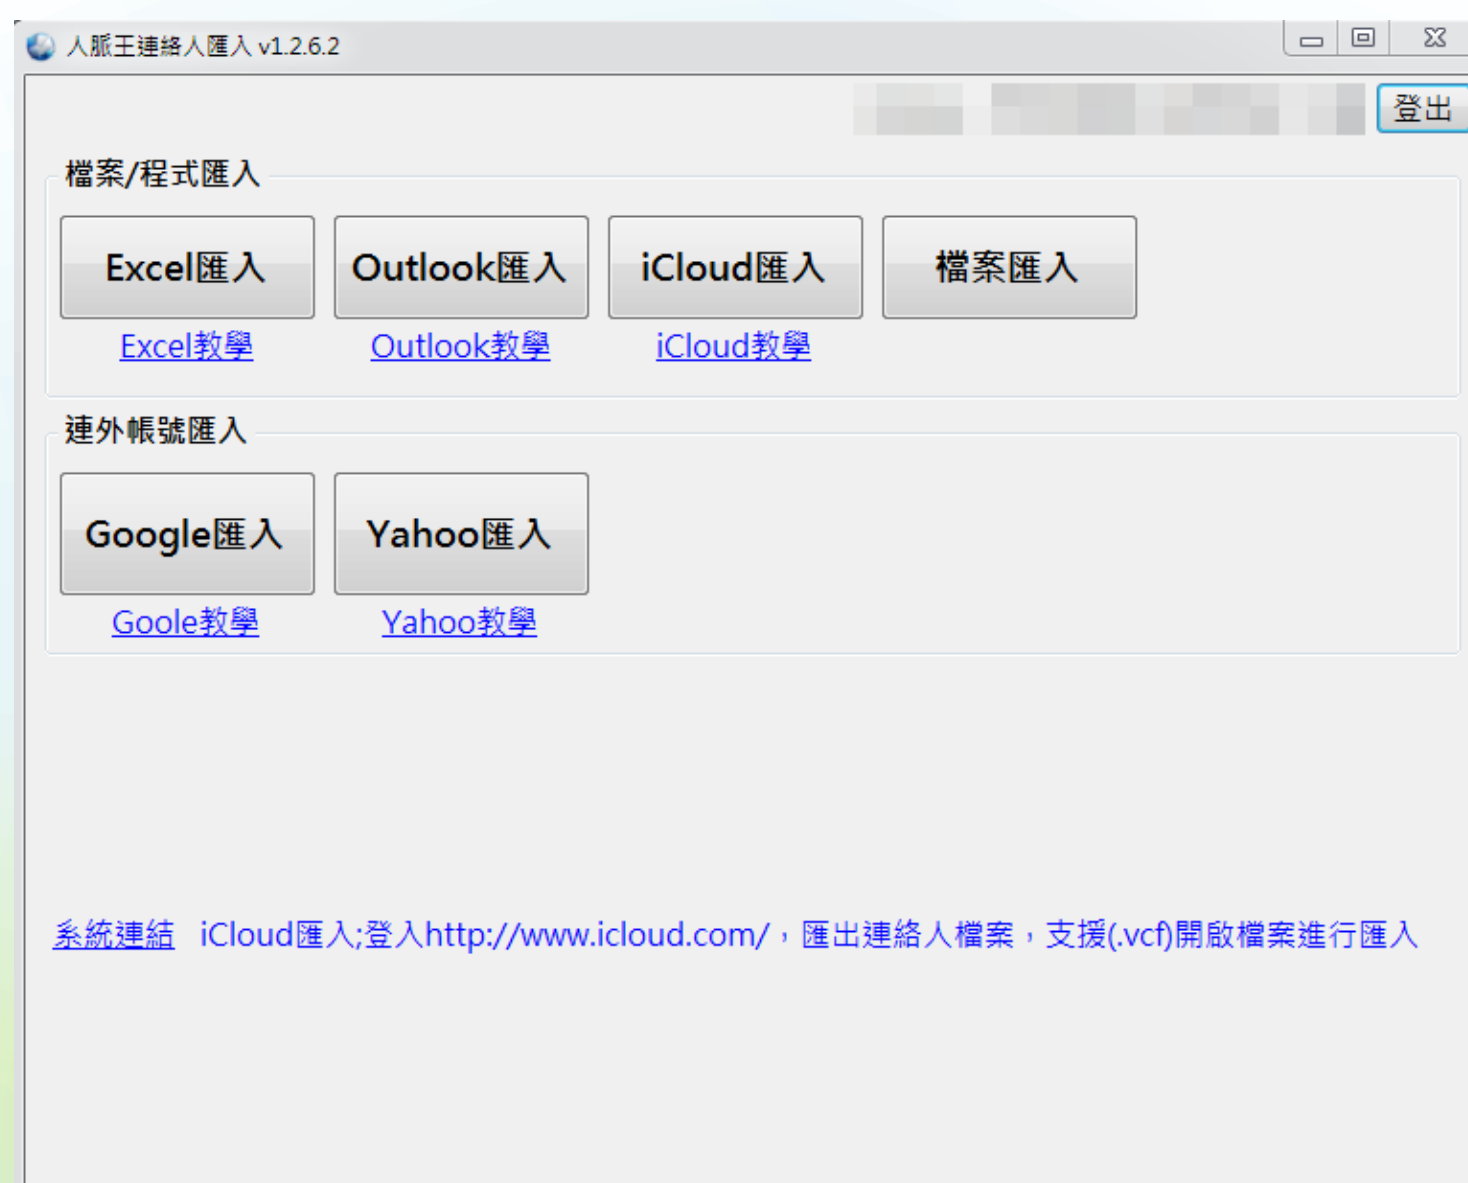 人脈王連絡人匯入 v1.2.6.2
登出
檔案/程式匯入
Excel匯入 Outlook匯入 iCloud匯入 檔案匯入
Excel教學 Outlook教學 iCloud教學
連外帳號匯入
Google匯入 Yahoo匯入
Goole教學 Yahoo教學
系統連結 iCloud匯入;登入http://www.icloud.com/，匯出連絡人檔案，支援(.vcf)開啟檔案進行匯入